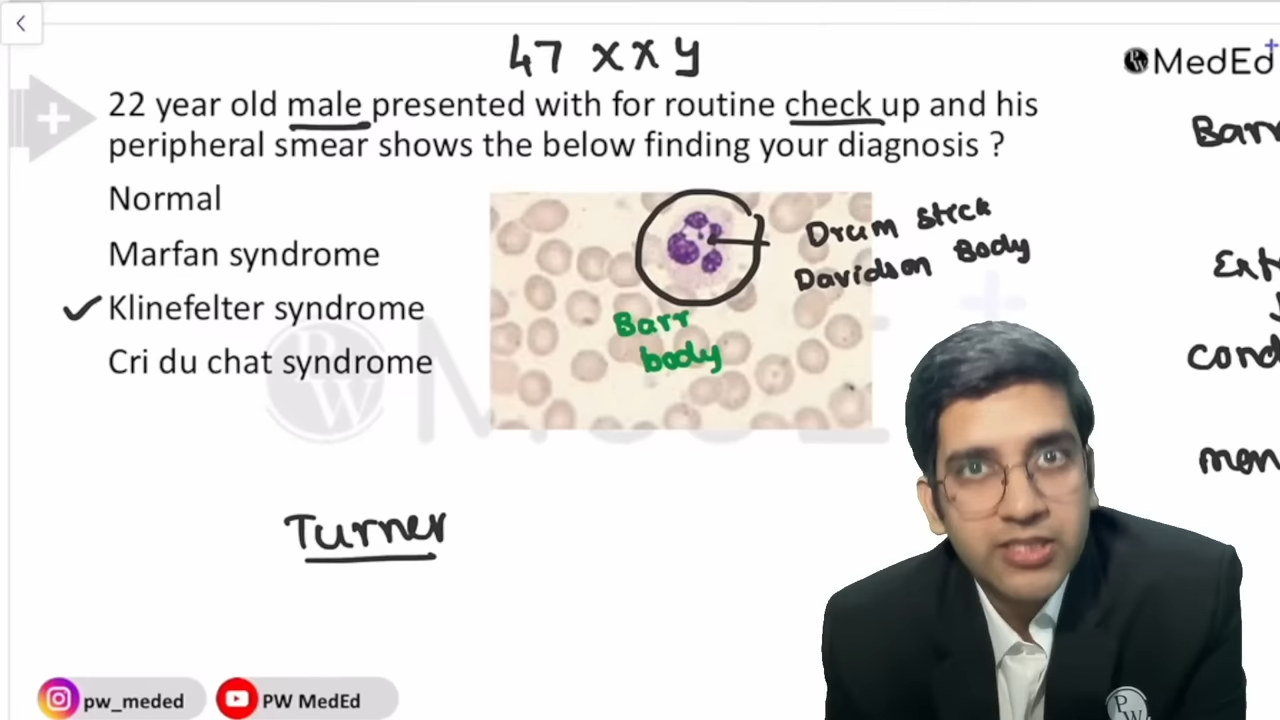 47 XXY
MedEd+
22 year old male presented with for routine check up and his
peripheral smear shows the below finding your diagnosis ?
Normal
Marfan syndrome
Klinefelter syndrome
Cri du chat syndrome
Drum Stick
Davidson Body
Barr
body
Barr
Turner
pw_meded
PW MedEd
PW